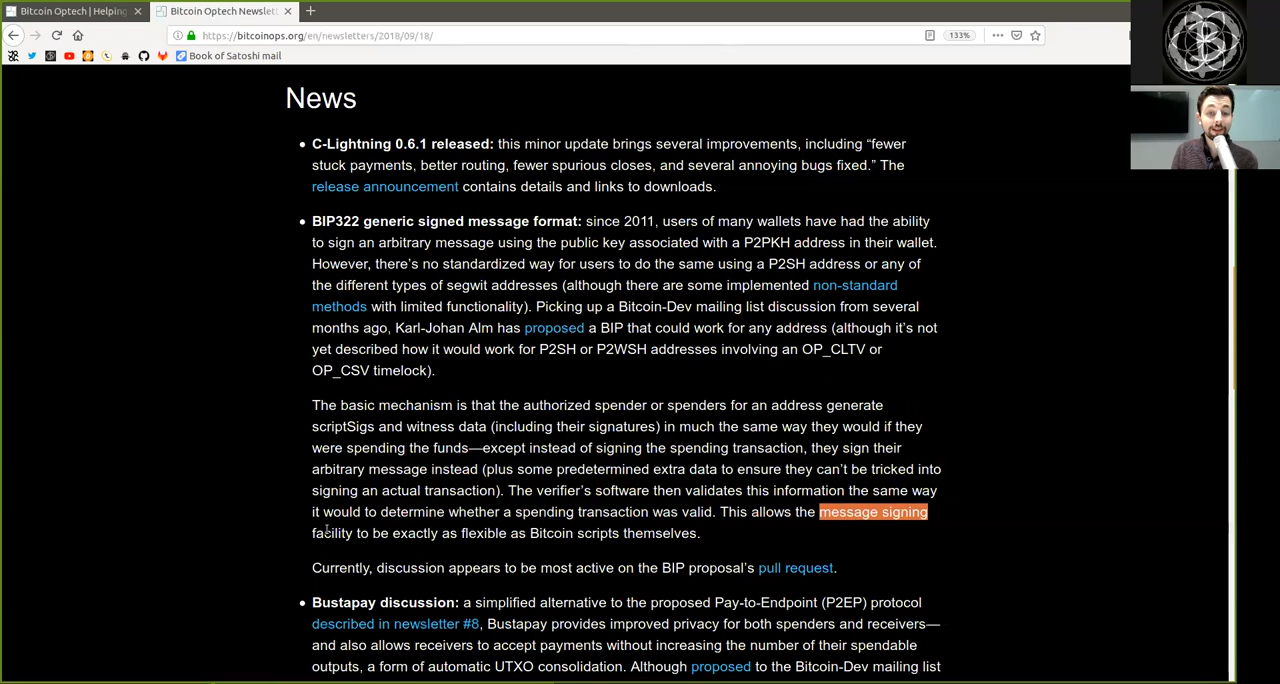 Bitcoin Optech | Helping
Bitcoin Optech Newslett
https://bitcoinops.org/en/newsletters/2018/09/18/
133%
Book of Satoshi mail
News
C-Lightning 0.6.1 released: this minor update brings several improvements, including “fewer
stuck payments, better routing, fewer spurious closes, and several annoying bugs fixed.” The
release announcement contains details and links to downloads.
BIP322 generic signed message format: since 2011, users of many wallets have had the ability
to sign an arbitrary message using the public key associated with a P2PKH address in their wallet.
However, there’s no standardized way for users to do the same using a P2SH address or any of
the different types of segwit addresses (although there are some implemented non-standard
methods with limited functionality). Picking up a Bitcoin-Dev mailing list discussion from several
months ago, Karl-Johan Alm has proposed a BIP that could work for any address (although it’s not
yet described how it would work for P2SH or P2WSH addresses involving an OP_CLTV or
OP_CSV timelock).
The basic mechanism is that the authorized spender or spenders for an address generate
scriptSigs and witness data (including their signatures) in much the same way they would if they
were spending the funds—except instead of signing the spending transaction, they sign their
arbitrary message instead (plus some predetermined extra data to ensure they can’t be tricked into
signing an actual transaction). The verifier’s software then validates this information the same way
it would to determine whether a spending transaction was valid. This allows the message signing
facility to be exactly as flexible as Bitcoin scripts themselves.
Currently, discussion appears to be most active on the BIP proposal’s pull request.
Bustapay discussion: a simplified alternative to the proposed Pay-to-Endpoint (P2EP) protocol
described in newsletter #8, Bustapay provides improved privacy for both spenders and receivers—
and also allows receivers to accept payments without increasing the number of their spendable
outputs, a form of automatic UTXO consolidation. Although proposed to the Bitcoin-Dev mailing list